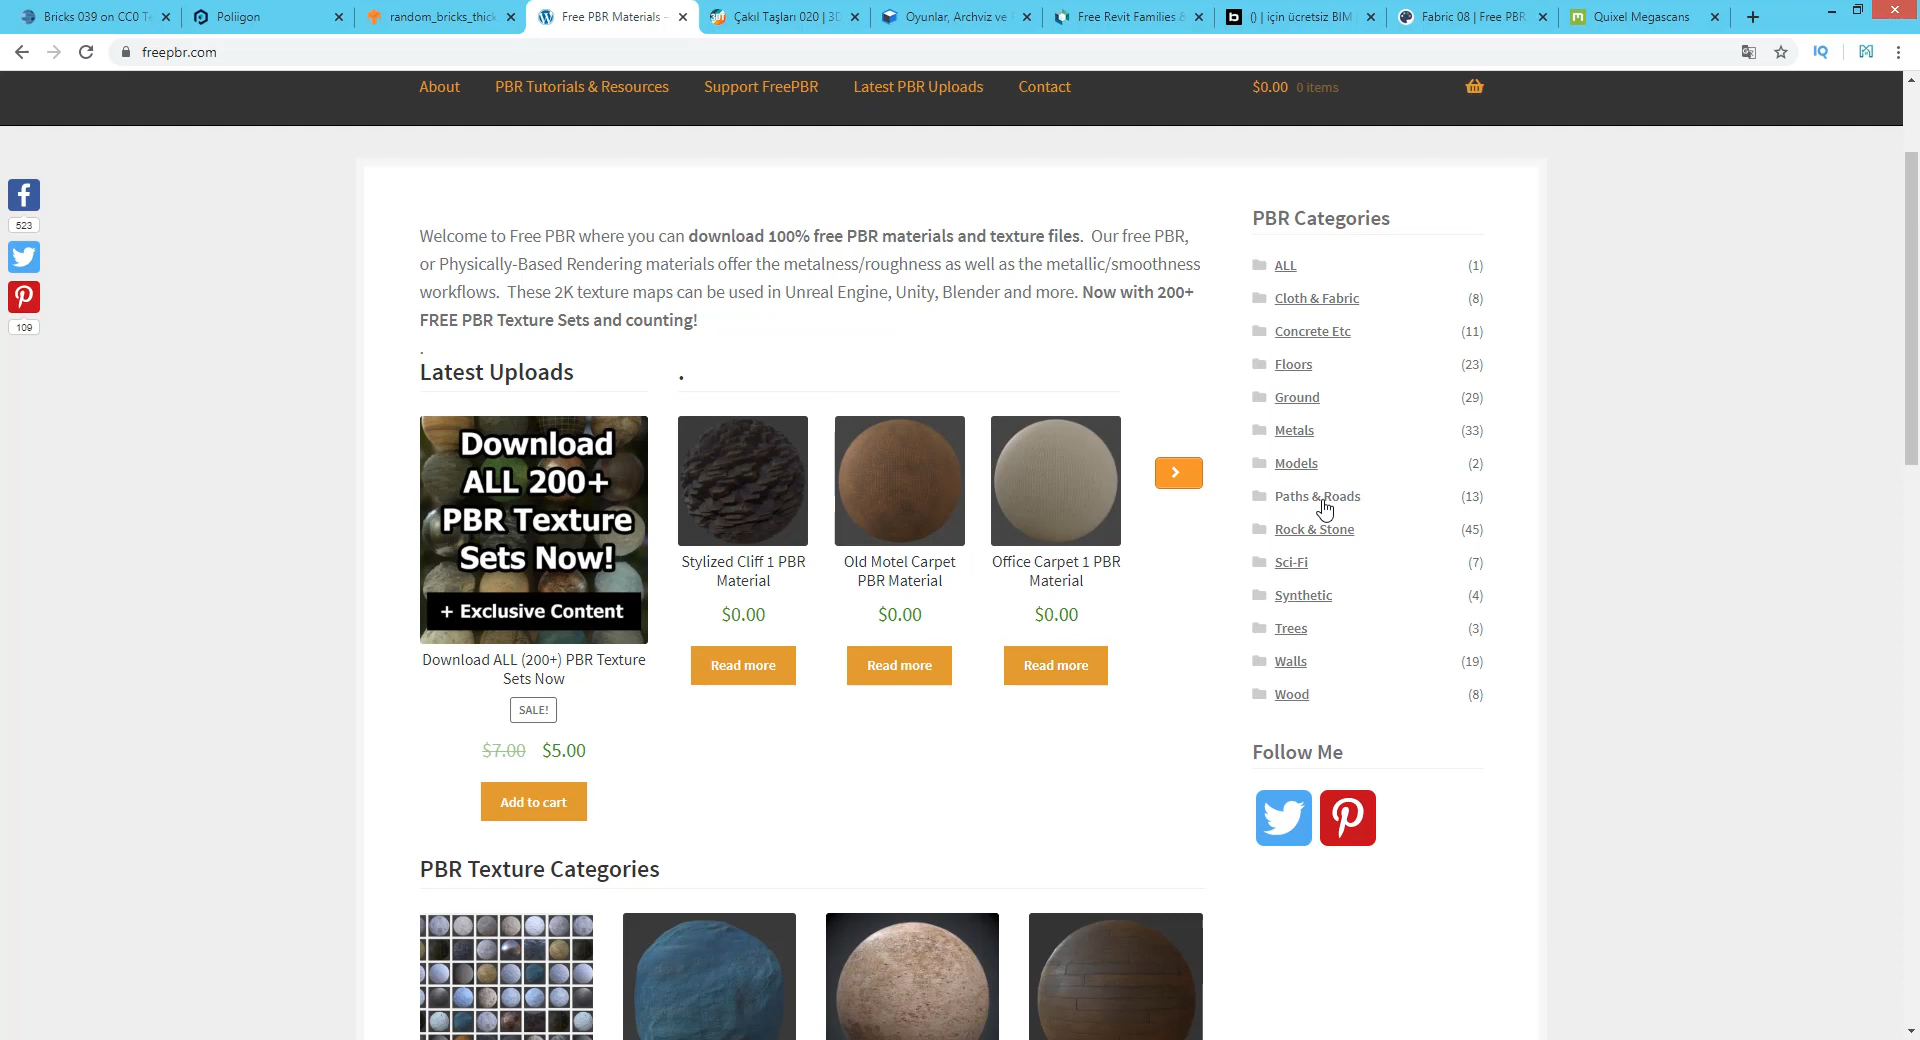 Bricks 039 on CC0 Te
Poliigon
random_bricks_thick
Free PBR Materials -
Çakıl Taşları 020 | 3D
Oyunlar, Archviz ve
Free Revit Families &
() | için ücretsiz BIM
Fabric 08 | Free PBR
Quixel Megascans
freepbr.com
IQ
About
PBR Tutorials & Resources
Support FreePBR
Latest PBR Uploads
Contact
$0.00 0 items
523
109
Welcome to Free PBR where you can download 100% free PBR materials and texture files. Our free PBR,
or Physically-Based Rendering materials offer the metalness/roughness as well as the metallic/smoothness
workflows. These 2K texture maps can be used in Unreal Engine, Unity, Blender and more. Now with 200+
FREE PBR Texture Sets and counting!
.
Latest Uploads
.
Download
ALL 200+
PBR Texture
Sets Now!
+ Exclusive Content
Download ALL (200+) PBR Texture
Sets Now
SALE!
$7.00 $5.00
Add to cart
Stylized Cliff 1 PBR
Material
$0.00
Read more
Old Motel Carpet
PBR Material
$0.00
Read more
Office Carpet 1 PBR
Material
$0.00
Read more
PBR Texture Categories
PBR Categories
ALL (1)
Cloth & Fabric (8)
Concrete Etc (11)
Floors (23)
Ground (29)
Metals (33)
Models (2)
Paths & Roads (13)
Rock & Stone (45)
Sci-Fi (7)
Synthetic (4)
Trees (3)
Walls (19)
Wood (8)
Follow Me